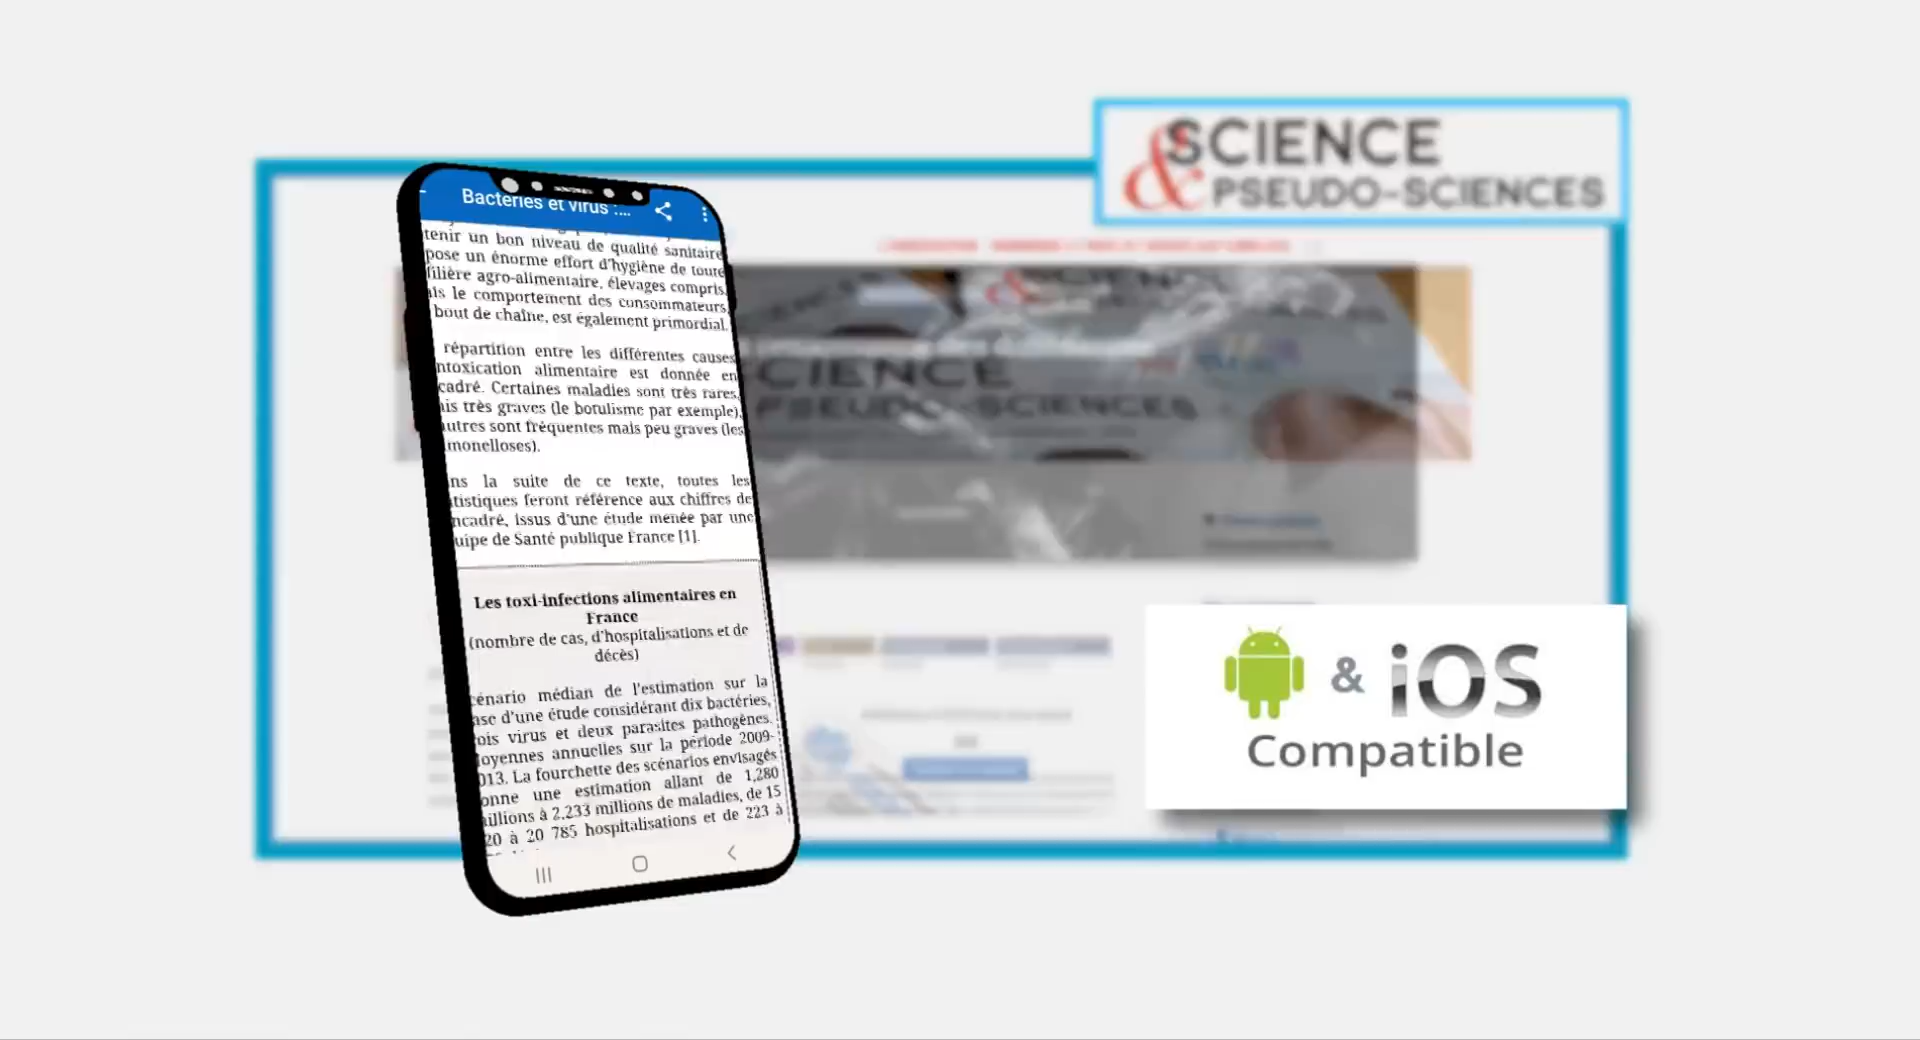 SCIENCE
& PSEUDO-SCIENCES
Bactéries et virus :...
tenir un bon niveau de qualité sanitaire
pose un énorme effort d'hygiène de toute
filière agro-alimentaire, élevages compris.
is le comportement des consommateurs,
bout de chaîne, est également primordial.
répartition entre les différentes causes
ntoxication alimentaire est donnée en
cadré. Certaines maladies sont très rares,
is très graves (le botulisme par exemple),
utres sont fréquentes mais peu graves (les
monelloses).
ns la suite de ce texte, toutes les
tistiques feront référence aux chiffres de
ncadré, issus d'une étude menée par une
uipe de Santé publique France [1].
Les toxi-infections alimentaires en
France
(nombre de cas, d'hospitalisations et de
décès)
cénario médian de l'estimation sur la
ase d'une étude considérant dix bactéries,
ois virus et deux parasites pathogènes.
oyennes annuelles sur la période 2009-
013. La fourchette des scénarios envisagés
onne une estimation allant de 1,280
illions à 2,233 millions de maladies, de 15
20 à 20 785 hospitalisations et de 223 à
SCIENCE
PSEUDO-SCIENCES
& iOS
Compatible